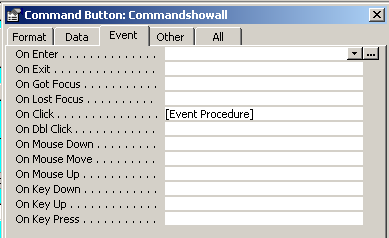 Command Button: Commandshowall
Format Data Event Other All
On Enter . . . . . . . . . . . . . . . . ...
On Exit . . . . . . . . . . . . . . . . .
On Got Focus . . . . . . . . . . . .
On Lost Focus . . . . . . . . . . .
On Click . . . . . . . . . . . . . . . . [Event Procedure]
On Dbl Click . . . . . . . . . . . . .
On Mouse Down . . . . . . . . . .
On Mouse Move . . . . . . . . . .
On Mouse Up . . . . . . . . . . . .
On Key Down . . . . . . . . . . . .
On Key Up . . . . . . . . . . . . . .
On Key Press . . . . . . . . . . . .